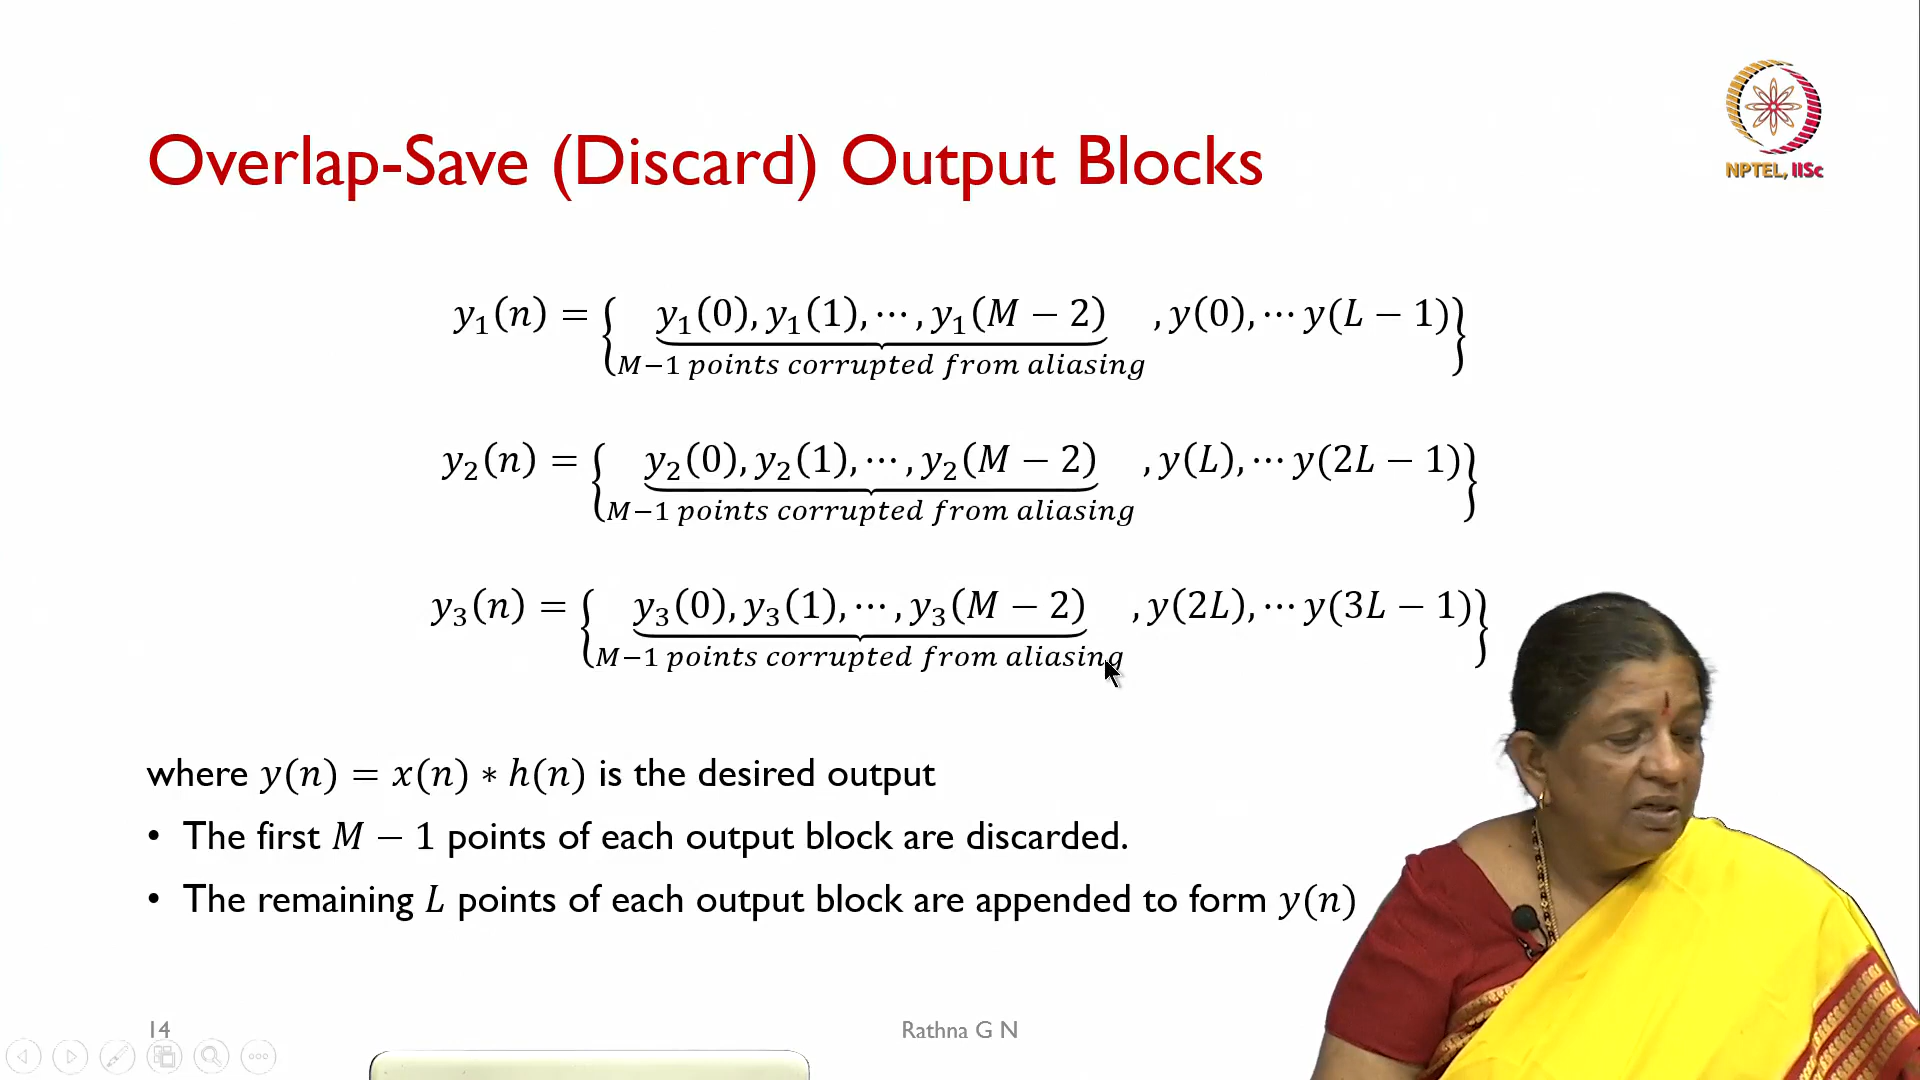 NPTEL, IISc
Overlap-Save (Discard) Output Blocks
y₁(n) = { y₁(0), y₁(1), ⋯ , y₁(M − 2) , y(0), ⋯ y(L − 1)}
M−1 points corrupted from aliasing
y₂(n) = { y₂(0), y₂(1), ⋯ , y₂(M − 2) , y(L), ⋯ y(2L − 1)}
M−1 points corrupted from aliasing
y₃(n) = { y₃(0), y₃(1), ⋯ , y₃(M − 2) , y(2L), ⋯ y(3L − 1)}
M−1 points corrupted from aliasing
where y(n) = x(n) ∗ h(n) is the desired output
• The first M − 1 points of each output block are discarded.
• The remaining L points of each output block are appended to form y(n)
14
Rathna G N